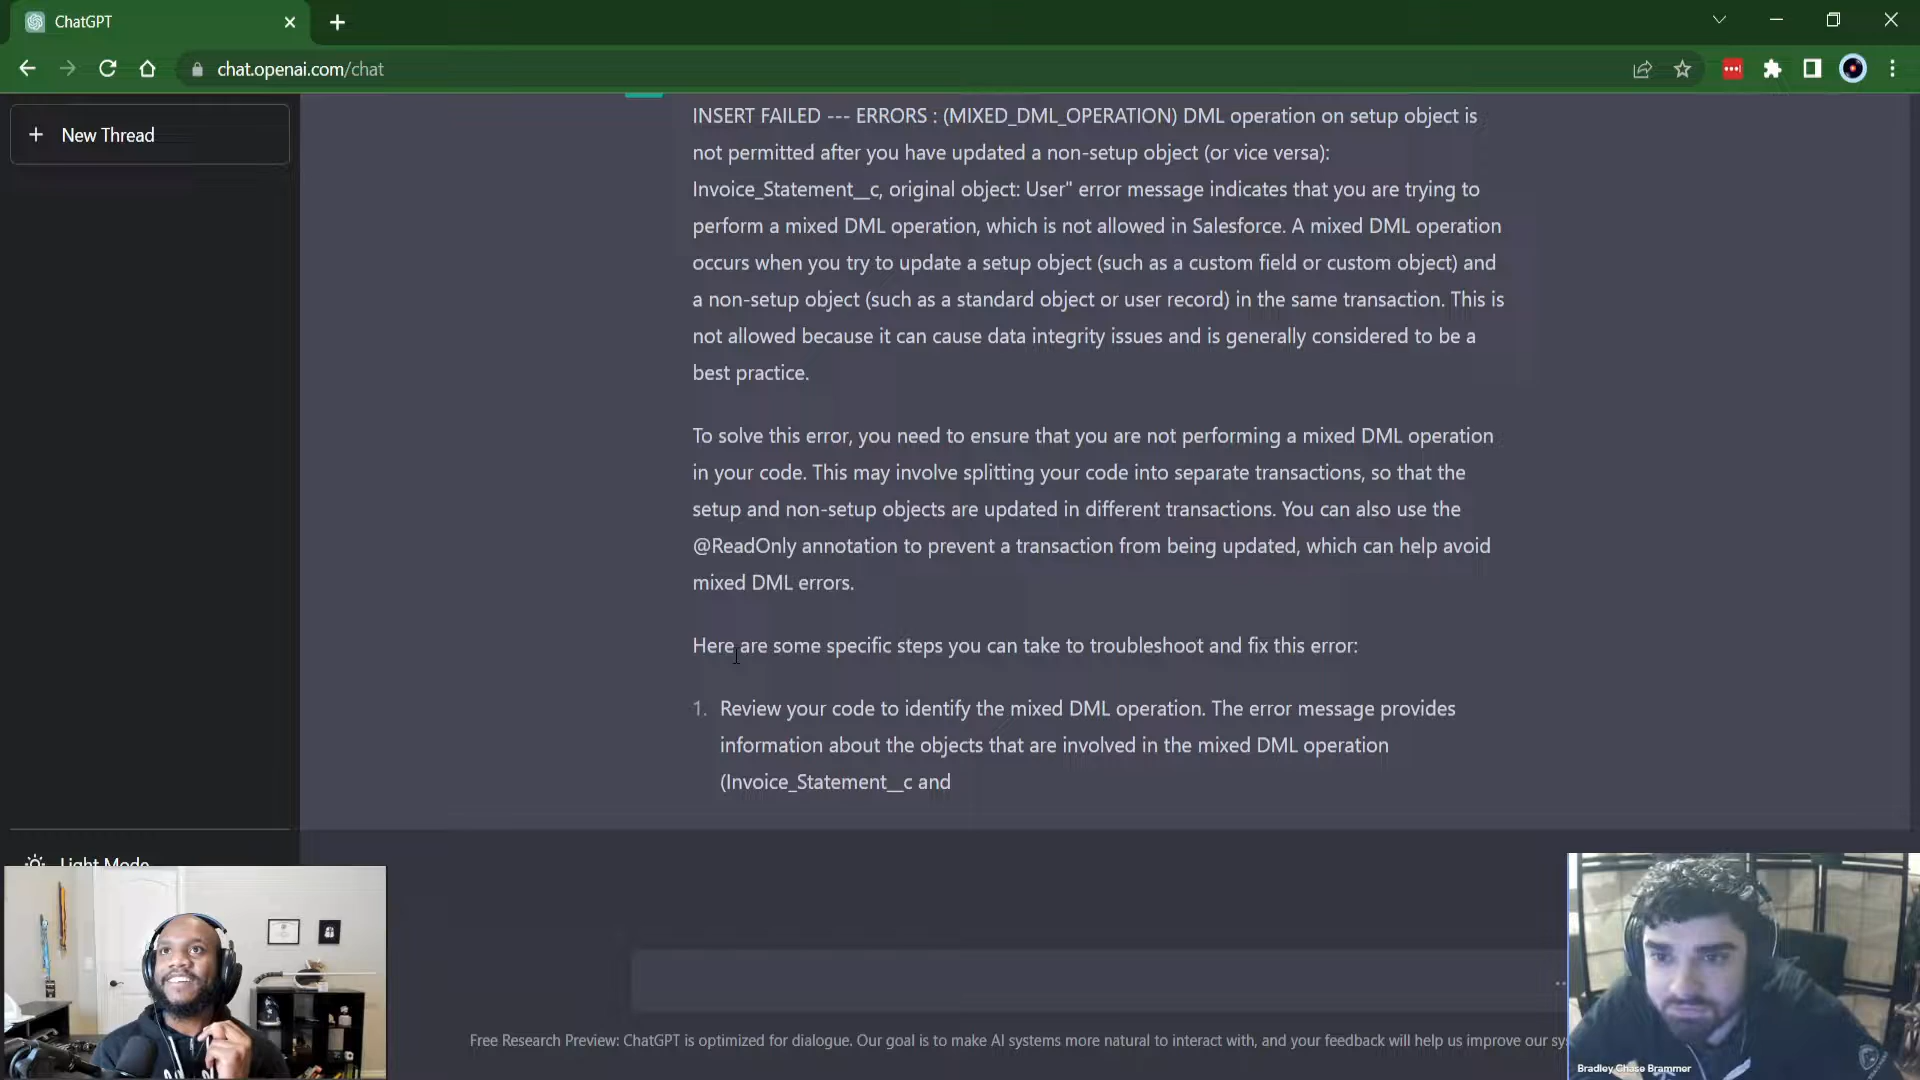 ChatGPT
chat.openai.com/chat
New Thread
INSERT FAILED --- ERRORS : (MIXED_DML_OPERATION) DML operation on setup object is
not permitted after you have updated a non-setup object (or vice versa):
Invoice_Statement__c, original object: User" error message indicates that you are trying to
perform a mixed DML operation, which is not allowed in Salesforce. A mixed DML operation
occurs when you try to update a setup object (such as a custom field or custom object) and
a non-setup object (such as a standard object or user record) in the same transaction. This is
not allowed because it can cause data integrity issues and is generally considered to be a
best practice.
To solve this error, you need to ensure that you are not performing a mixed DML operation
in your code. This may involve splitting your code into separate transactions, so that the
setup and non-setup objects are updated in different transactions. You can also use the
@ReadOnly annotation to prevent a transaction from being updated, which can help avoid
mixed DML errors.
Here are some specific steps you can take to troubleshoot and fix this error:
1. Review your code to identify the mixed DML operation. The error message provides
information about the objects that are involved in the mixed DML operation
(Invoice_Statement__c and
Light Mode
Free Research Preview: ChatGPT is optimized for dialogue. Our goal is to make AI systems more natural to interact with, and your feedback will help us improve our sy
Bradley Chase Brammer